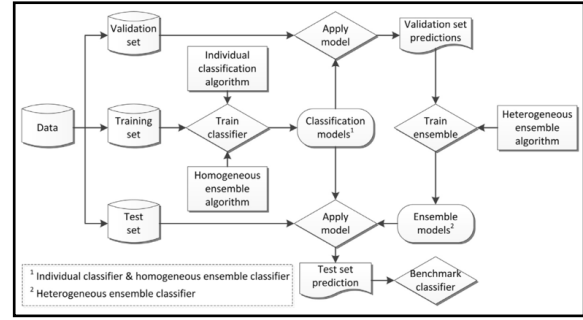 Validation
set
Apply
model
Validation set
predictions
Individual
classification
algorithm
Data
Training
set
Train
classifier
Classification
models1
Train
ensemble
Heterogeneous
ensemble
algorithm
Homogeneous
ensemble
algorithm
Test
set
Apply
model
Ensemble
models2
1 Individual classifier & homogeneous ensemble classifier
2 Heterogeneous ensemble classifier
Test set
prediction
Benchmark
classifier